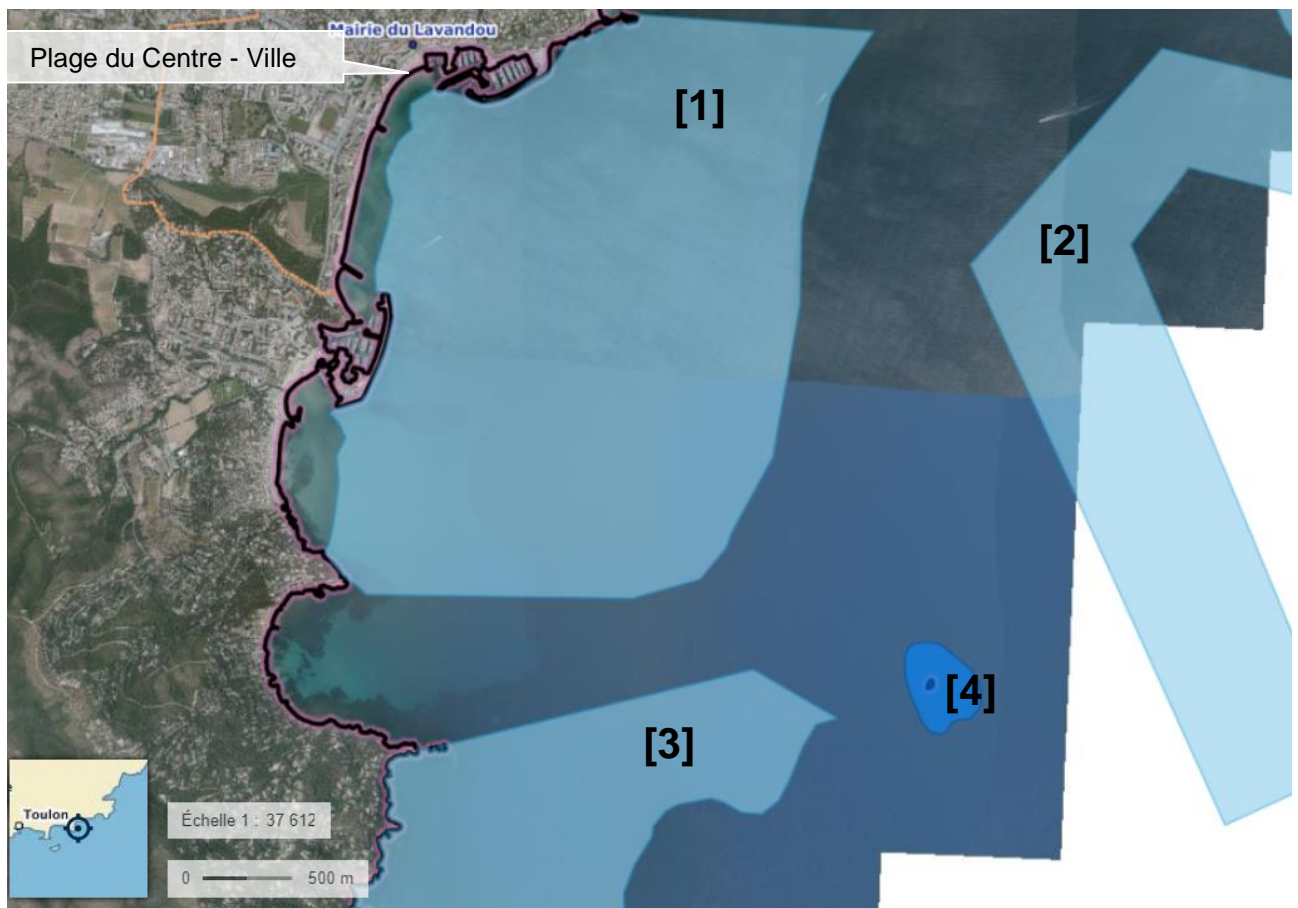 Mairie du Lavandou
Plage du Centre - Ville
[1]
[2]
[3]
[4]
e
Toulon
Échelle 1 : 37 612
0 500 m